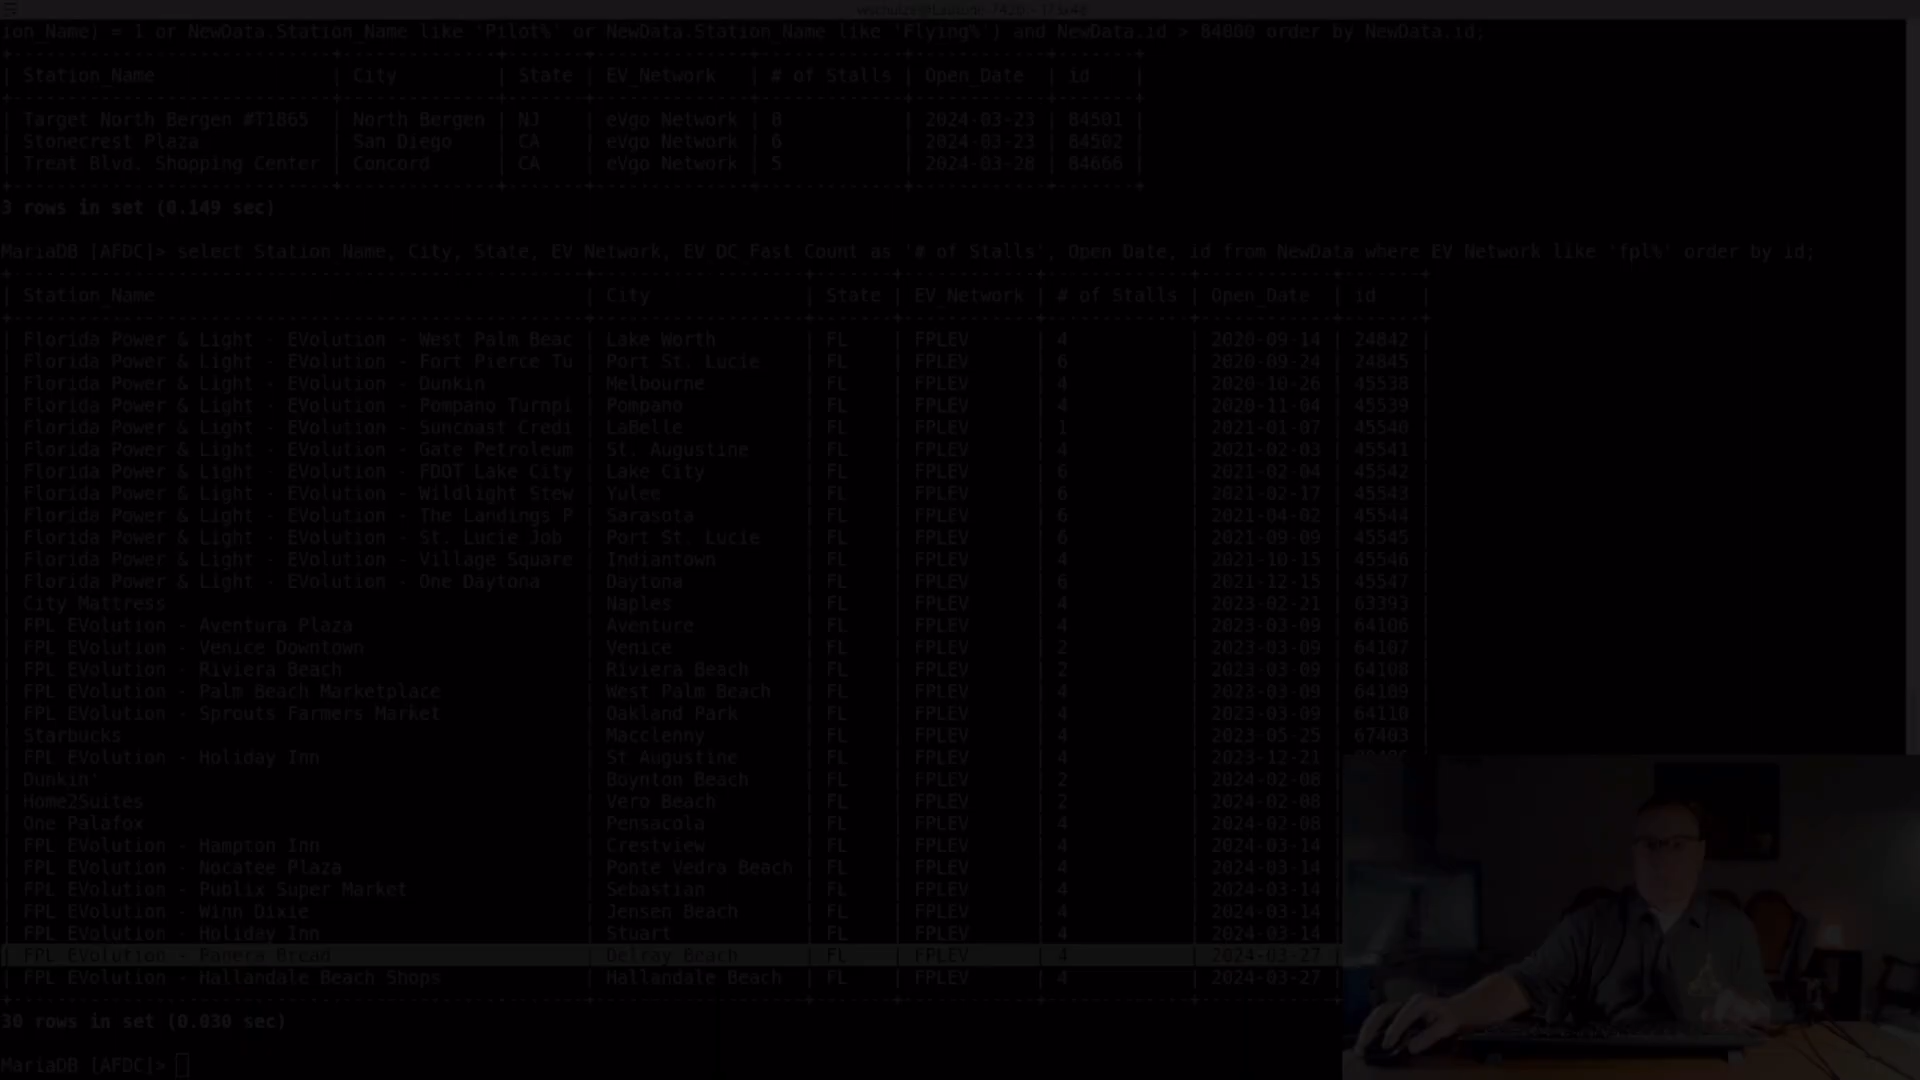 wschulze@Latitude-7420 - 173x48
ion_Name) = 1 or NewData.Station_Name like 'Pilot%' or NewData.Station_Name like 'Flying%') and NewData.id > 84000 order by NewData.id;
| Station_Name | City | State | EV_Network | # of Stalls | Open_Date | id |
| Target North Bergen #T1865 | North Bergen | NJ | eVgo Network | 8 | 2024-03-23 | 84501 |
| Stonecrest Plaza | San Diego | CA | eVgo Network | 6 | 2024-03-23 | 84502 |
| Treat Blvd. Shopping Center | Concord | CA | eVgo Network | 5 | 2024-03-28 | 84666 |
3 rows in set (0.149 sec)
MariaDB [AFDC]> select Station_Name, City, State, EV_Network, EV_DC_Fast_Count as '# of Stalls', Open_Date, id from NewData where EV_Network like 'fpl%' order by id;
| Station_Name | City | State | EV_Network | # of Stalls | Open_Date | id |
| Florida Power & Light - EVolution - West Palm Beac | Lake Worth | FL | FPLEV | 4 | 2020-09-14 | 24842 |
| Florida Power & Light - EVolution - Fort Pierce Tu | Port St. Lucie | FL | FPLEV | 6 | 2020-09-24 | 24845 |
| Florida Power & Light - EVolution - Dunkin | Melbourne | FL | FPLEV | 4 | 2020-10-26 | 45538 |
| Florida Power & Light - EVolution - Pompano Turnpi | Pompano | FL | FPLEV | 4 | 2020-11-04 | 45539 |
| Florida Power & Light - EVolution - Suncoast Credi | LaBelle | FL | FPLEV | 1 | 2021-01-07 | 45540 |
| Florida Power & Light - EVolution - Gate Petroleum | St. Augustine | FL | FPLEV | 4 | 2021-02-03 | 45541 |
| Florida Power & Light - EVolution - FDOT Lake City | Lake City | FL | FPLEV | 6 | 2021-02-04 | 45542 |
| Florida Power & Light - EVolution - Wildlight Stew | Yulee | FL | FPLEV | 6 | 2021-02-17 | 45543 |
| Florida Power & Light - EVolution - The Landings P | Sarasota | FL | FPLEV | 6 | 2021-04-02 | 45544 |
| Florida Power & Light - EVolution - St. Lucie Job | Port St. Lucie | FL | FPLEV | 6 | 2021-09-09 | 45545 |
| Florida Power & Light - EVolution - Village Square | Indiantown | FL | FPLEV | 4 | 2021-10-15 | 45546 |
| Florida Power & Light - EVolution - One Daytona | Daytona | FL | FPLEV | 6 | 2021-12-15 | 45547 |
| City Mattress | Naples | FL | FPLEV | 4 | 2023-02-21 | 63393 |
| FPL EVolution - Aventura Plaza | Aventure | FL | FPLEV | 4 | 2023-03-09 | 64106 |
| FPL EVolution - Venice Downtown | Venice | FL | FPLEV | 2 | 2023-03-09 | 64107 |
| FPL EVolution - Riviera Beach | Riviera Beach | FL | FPLEV | 2 | 2023-03-09 | 64108 |
| FPL EVolution - Palm Beach Marketplace | West Palm Beach | FL | FPLEV | 4 | 2023-03-09 | 64109 |
| FPL EVolution - Sprouts Farmers Market | Oakland Park | FL | FPLEV | 4 | 2023-03-09 | 64110 |
| Starbucks | Macclenny | FL | FPLEV | 4 | 2023-05-25 | 67403 |
| FPL EVolution - Holiday Inn | St Augustine | FL | FPLEV | 4 | 2023-12-21 |
| Dunkin' | Boynton Beach | FL | FPLEV | 2 | 2024-02-08 |
| Home2Suites | Vero Beach | FL | FPLEV | 2 | 2024-02-08 |
| One Palafox | Pensacola | FL | FPLEV | 4 | 2024-02-08 |
| FPL EVolution - Hampton Inn | Crestview | FL | FPLEV | 4 | 2024-03-14 |
| FPL EVolution - Nocatee Plaza | Ponte Vedra Beach | FL | FPLEV | 4 | 2024-03-14 |
| FPL EVolution - Publix Super Market | Sebastian | FL | FPLEV | 4 | 2024-03-14 |
| FPL EVolution - Winn Dixie | Jensen Beach | FL | FPLEV | 4 | 2024-03-14 |
| FPL EVolution - Holiday Inn | Stuart | FL | FPLEV | 4 | 2024-03-14 |
| FPL EVolution - Panera Bread | Delray Beach | FL | FPLEV | 4 | 2024-03-27 |
| FPL EVolution - Hallandale Beach Shops | Hallandale Beach | FL | FPLEV | 4 | 2024-03-27 |
30 rows in set (0.030 sec)
MariaDB [AFDC]>